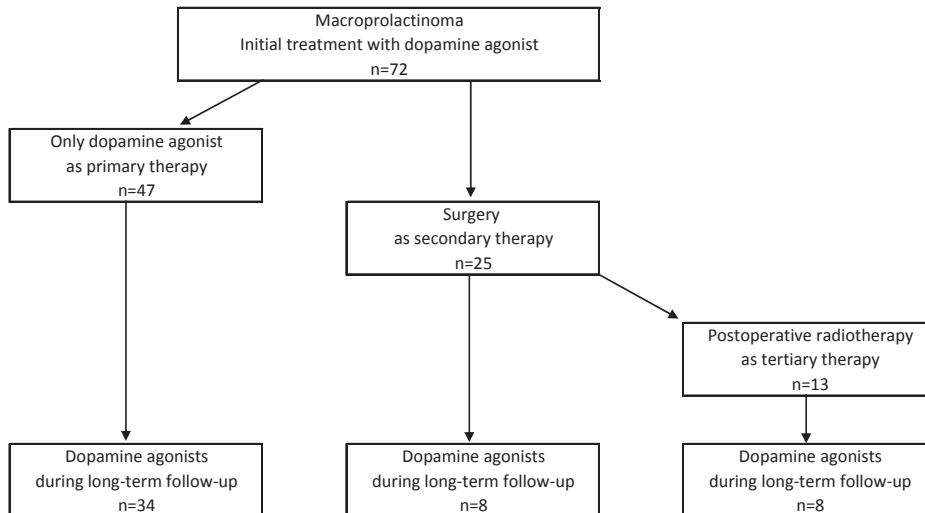 Macroprolactinoma
Initial treatment with dopamine agonist
n=72
Only dopamine agonist
as primary therapy
n=47
Surgery
as secondary therapy
n=25
Postoperative radiotherapy
as tertiary therapy
n=13
Dopamine agonists
during long-term follow-up
n=34
Dopamine agonists
during long-term follow-up
n=8
Dopamine agonists
during long-term follow-up
n=8